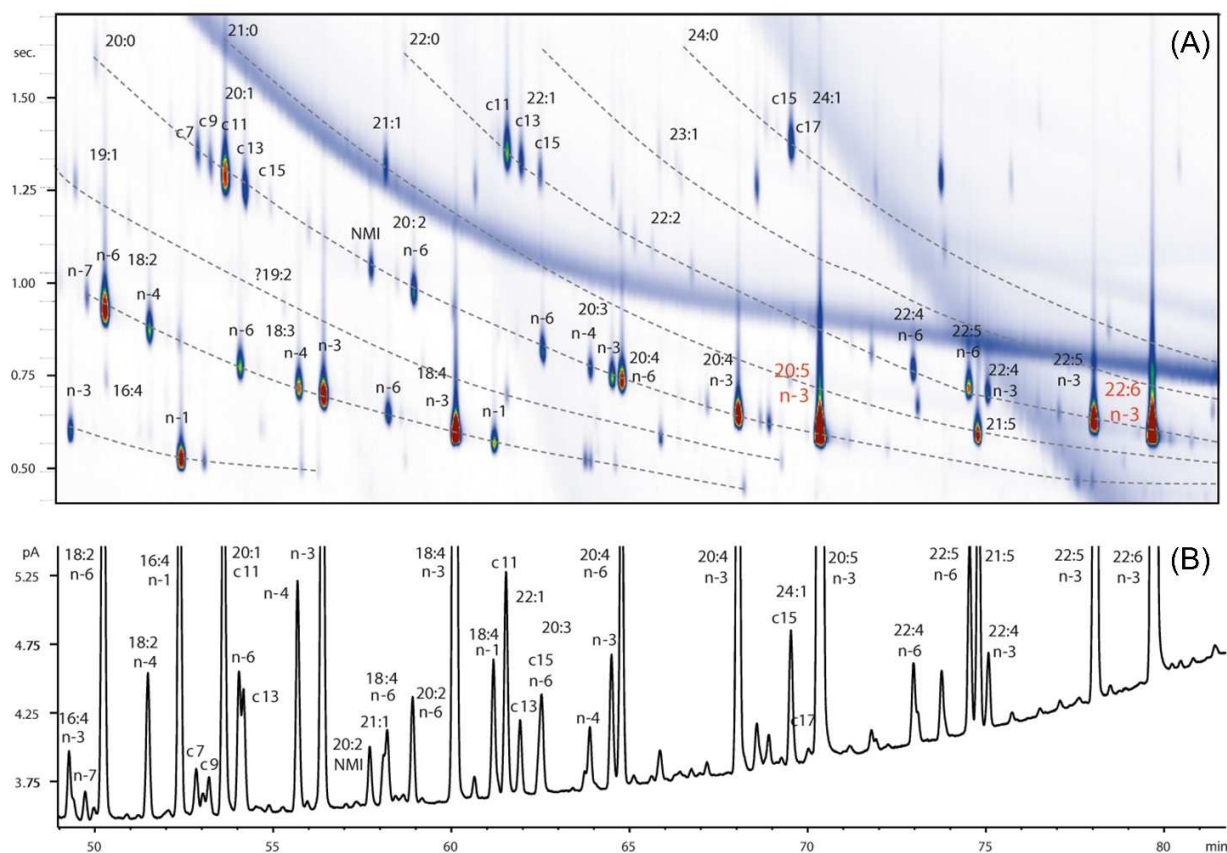 (A)
sec.
1.50
1.25
1.00
0.75
0.50
20:0
21:0
22:0
24:0
20:1
c7
c9
c11
c13
c15
21:1
c11
22:1
c13
c15
23:1
c15
24:1
c17
19:1
22:2
NMI
20:2
n-6
n-7
n-6
18:2
n-4
?19:2
n-6
18:3
n-4
n-3
n-6
20:3
n-4
n-3
20:4
n-6
20:4
n-3
20:5
n-3
22:4
n-6
22:5
n-6
22:4
n-3
22:5
n-3
22:6
n-3
n-3
16:4
n-1
n-6
18:4
n-3
n-1
21:5
(B)
pA
5.25
4.75
4.25
3.75
18:2
n-6
16:4
n-1
20:1
c11
n-3
18:4
n-3
c11
20:4
n-6
20:4
n-3
20:5
n-3
22:5
n-6
21:5
22:5
n-3
22:6
n-3
n-4
22:1
24:1
c15
18:2
n-4
n-6
c13
18:4
n-1
20:3
c15
n-6
n-3
22:4
n-6
22:4
n-3
16:4
n-3
n-7
c7
c9
20:2
NMI
21:1
18:4
n-6
20:2
n-6
c13
n-4
c17
50
55
60
65
70
75
80
min